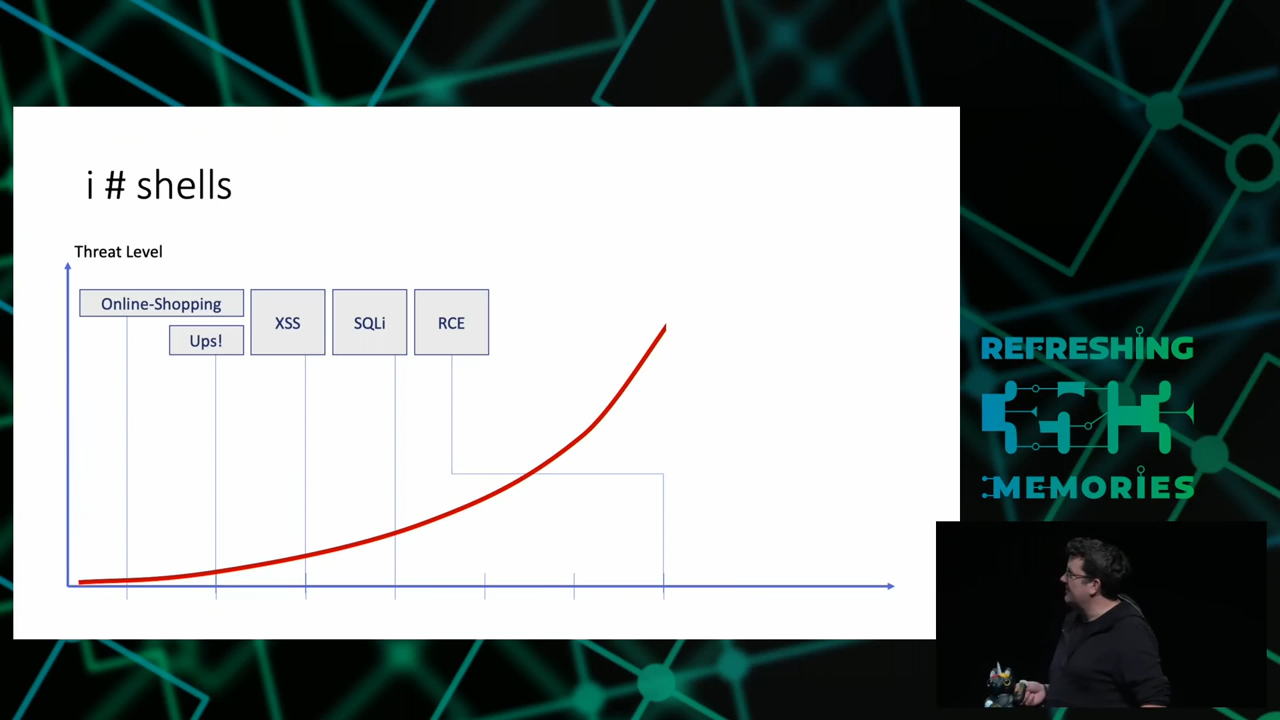 i # shells
Threat Level
Online-Shopping
Ups!
XSS
SQLi
RCE
REFRESHING
MEMORIES